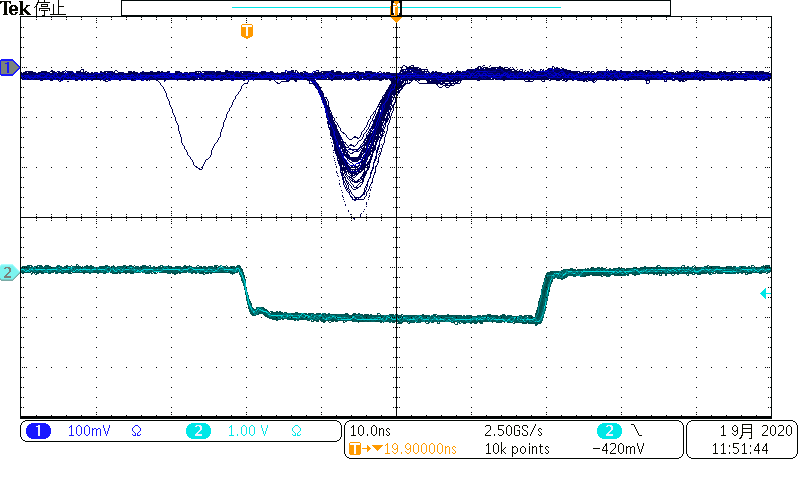 Tek 停止
T
1
2
1 100mV Ω 2 1.00 V Ω
10.0ns 2.50GS/s 2
T→▼19.90000ns 10k points −420mV
1 9月 2020
11:51:44